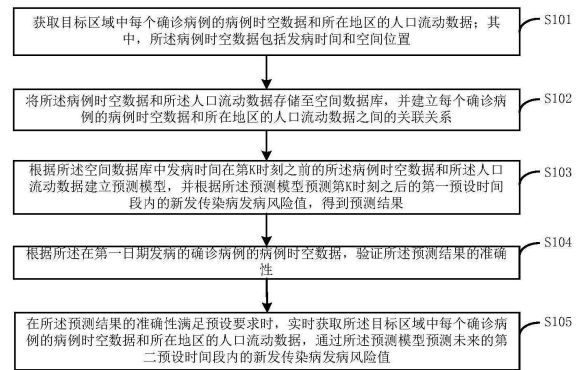 获取目标区域中每个确诊病例的病例时空数据和所在地区的人口流动数据；其
中，所述病例时空数据包括发病时间和空间位置
S101
将所述病例时空数据和所述人口流动数据存储至空间数据库，并建立每个确诊病
例的病例时空数据和所在地区的人口流动数据之间的关联关系
S102
根据所述空间数据库中发病时间在第K时刻之前的所述病例时空数据和所述人口
流动数据建立预测模型，并根据所述预测模型预测第K时刻之后的第一预设时间
段内的新发传染病发病风险值，得到预测结果
S103
根据所述在第一日期发病的确诊病例的病例时空数据，验证所述预测结果的准确
性
S104
在所述预测结果的准确性满足预设要求时，实时获取所述目标区域中每个确诊病
例的病例时空数据和所在地区的人口流动数据，通过所述预测模型预测未来的第
二预设时间段内的新发传染病发病风险值
S105